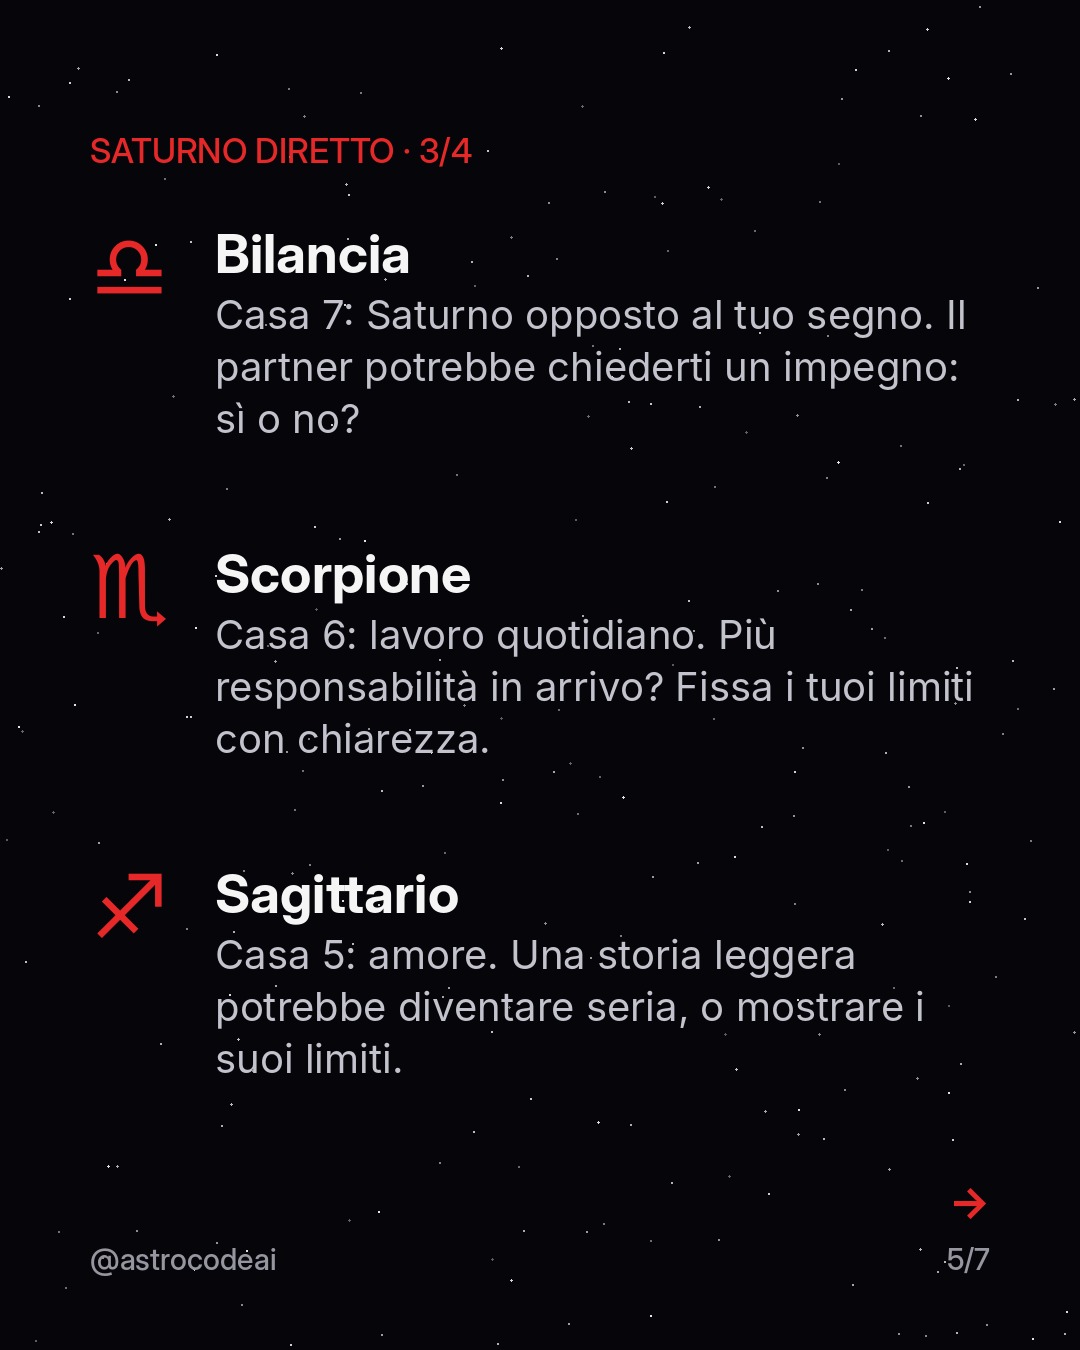 SATURNO DIRETTO · 3/4
♎ Bilancia
Casa 7: Saturno opposto al tuo segno. Il
partner potrebbe chiederti un impegno:
sì o no?
♏ Scorpione
Casa 6: lavoro quotidiano. Più
responsabilità in arrivo? Fissa i tuoi limiti
con chiarezza.
♐ Sagittario
Casa 5: amore. Una storia leggera
potrebbe diventare seria, o mostrare i
suoi limiti.
→
@astrocodeai
5/7